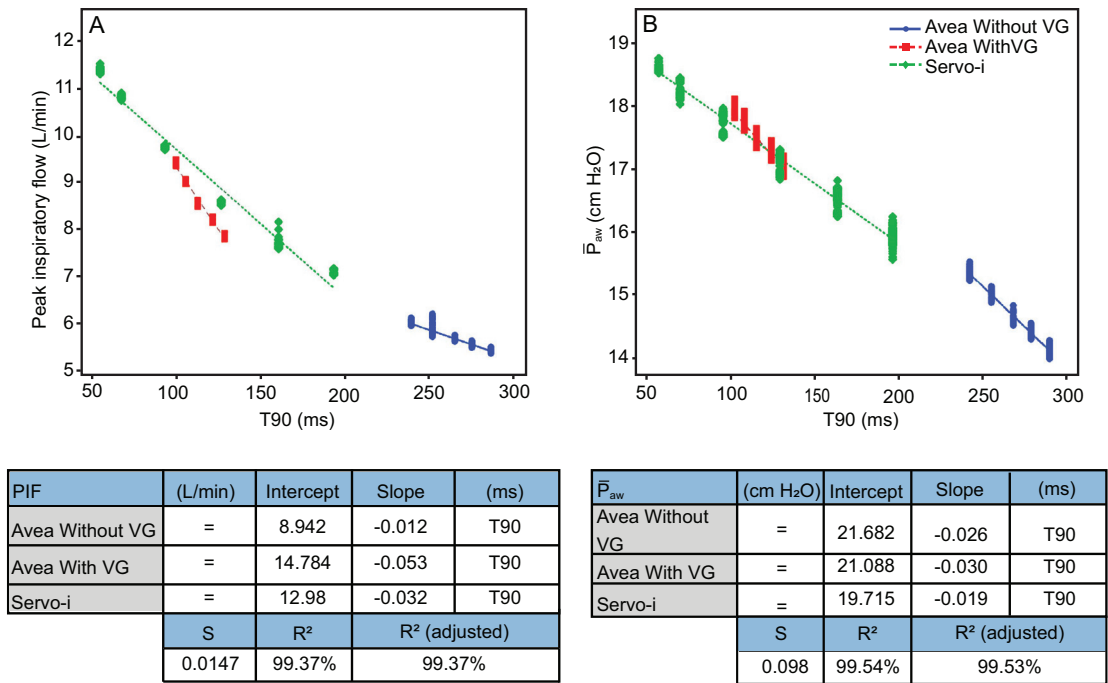 A
Peak inspiratory flow (L/min)
12
11
10
9
8
7
6
5
50 100 150 200 250 300
T90 (ms)
B
Avea Without VG
Avea WithVG
Servo-i
P̅aw (cm H₂O)
19
18
17
16
15
14
50 100 150 200 250 300
T90 (ms)
PIF (L/min) Intercept Slope (ms)
Avea Without VG = 8.942 -0.012 T90
Avea With VG = 14.784 -0.053 T90
Servo-i = 12.98 -0.032 T90
S R² R² (adjusted)
0.0147 99.37% 99.37%
P̅aw (cm H₂O) Intercept Slope (ms)
Avea Without
VG = 21.682 -0.026 T90
Avea With VG = 21.088 -0.030 T90
Servo-i = 19.715 -0.019 T90
S R² R² (adjusted)
0.098 99.54% 99.53%